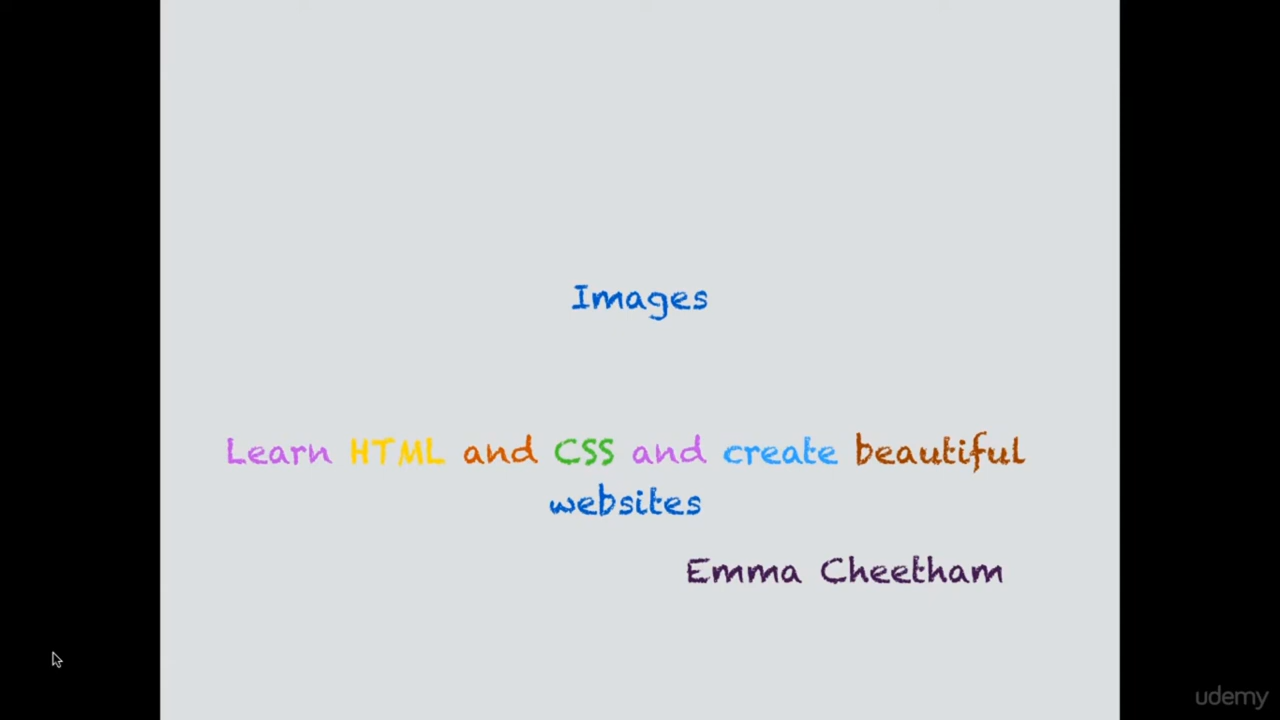 Images
Learn HTML and CSS and create beautiful
websites
Emma Cheetham
udemy